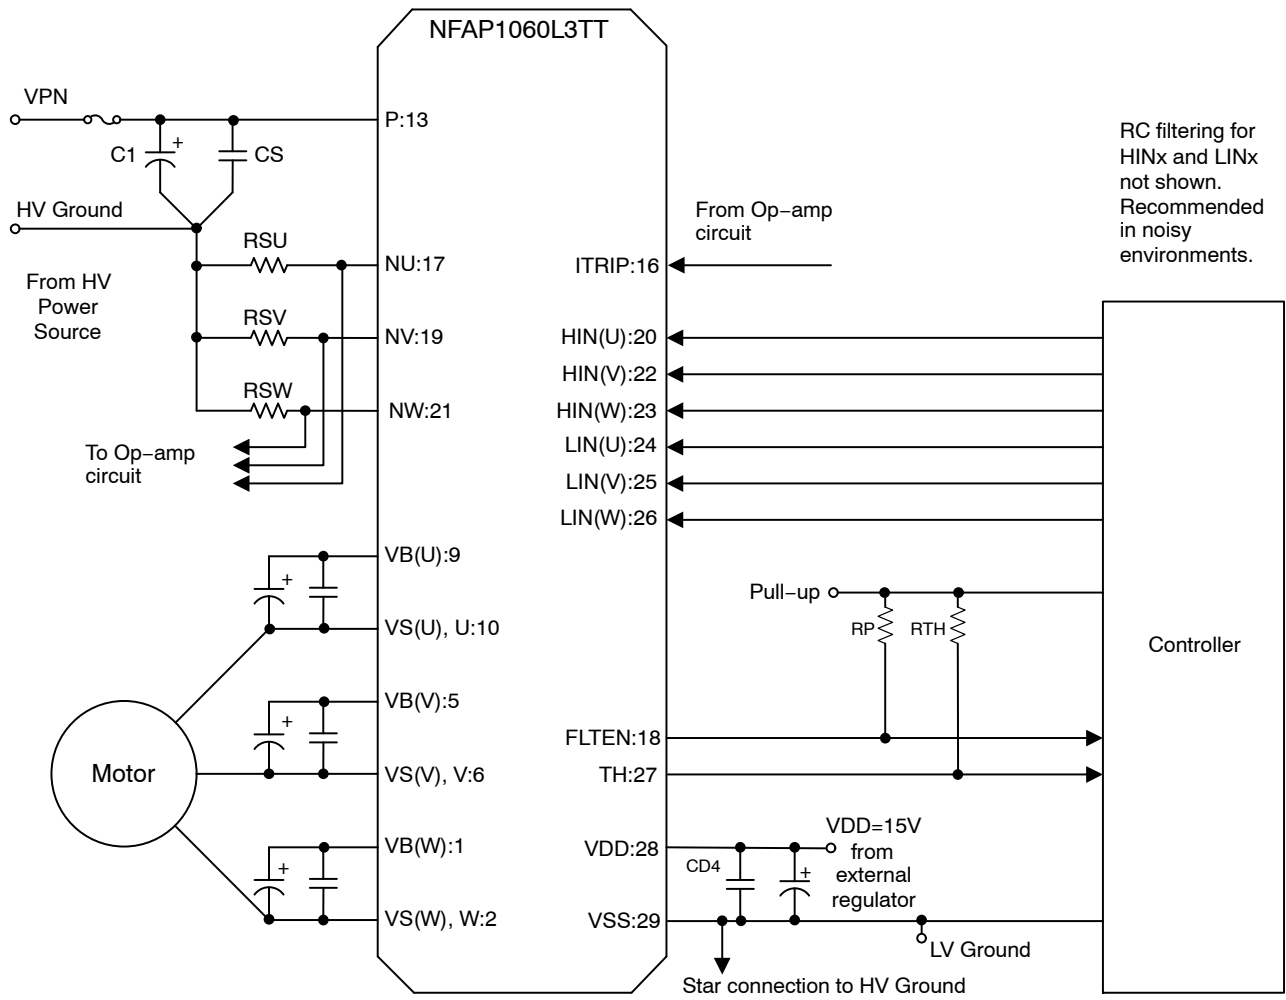 NFAP1060L3TT
VPN
P:13
C1
+
CS
HV Ground
From HV
Power
Source
RSU
NU:17
RSV
NV:19
RSW
NW:21
To Op−amp
circuit
From Op−amp
circuit
ITRIP:16
RC filtering for
HINx and LINx
not shown.
Recommended
in noisy
environments.
HIN(U):20
HIN(V):22
HIN(W):23
LIN(U):24
LIN(V):25
LIN(W):26
VB(U):9
+
VS(U), U:10
VB(V):5
+
VS(V), V:6
VB(W):1
+
VS(W), W:2
Motor
Pull−up
RP
RTH
Controller
FLTEN:18
TH:27
VDD:28
CD4
+
VDD=15V
from
external
regulator
VSS:29
LV Ground
Star connection to HV Ground